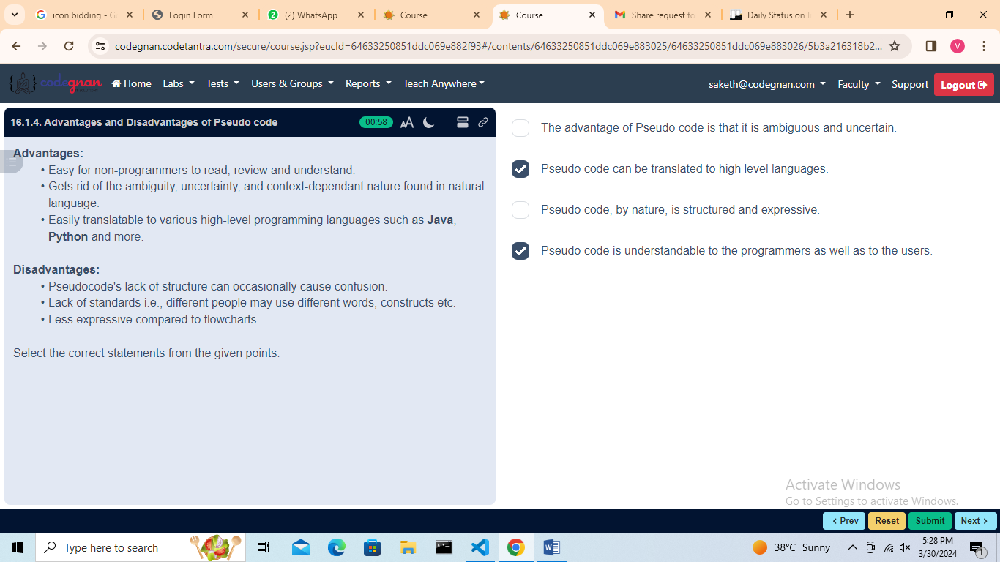 icon bidding - G
Login Form
2
(2) WhatsApp
Course
Course
Share request fo
Daily Status on
codegnan.codetantra.com/secure/course.jsp?eucId=64633250851ddc069e882f93#/contents/64633250851ddc069e883025/64633250851ddc069e883026/5b3a216318b2...
V
codegnan
Home
Labs
Tests
Users & Groups
Reports
Teach Anywhere
saketh@codegnan.com
Faculty
Support
Logout
16.1.4. Advantages and Disadvantages of Pseudo code
00:58
AA
Advantages:
• Easy for non-programmers to read, review and understand.
• Gets rid of the ambiguity, uncertainty, and context-dependant nature found in natural
language.
• Easily translatable to various high-level programming languages such as Java,
Python and more.
Disadvantages:
• Pseudocode's lack of structure can occasionally cause confusion.
• Lack of standards i.e., different people may use different words, constructs etc.
• Less expressive compared to flowcharts.
Select the correct statements from the given points.
The advantage of Pseudo code is that it is ambiguous and uncertain.
Pseudo code can be translated to high level languages.
Pseudo code, by nature, is structured and expressive.
Pseudo code is understandable to the programmers as well as to the users.
Activate Windows
Go to Settings to activate Windows.
< Prev
Reset
Submit
Next >
Type here to search
38°C Sunny
5:28 PM
3/30/2024
1